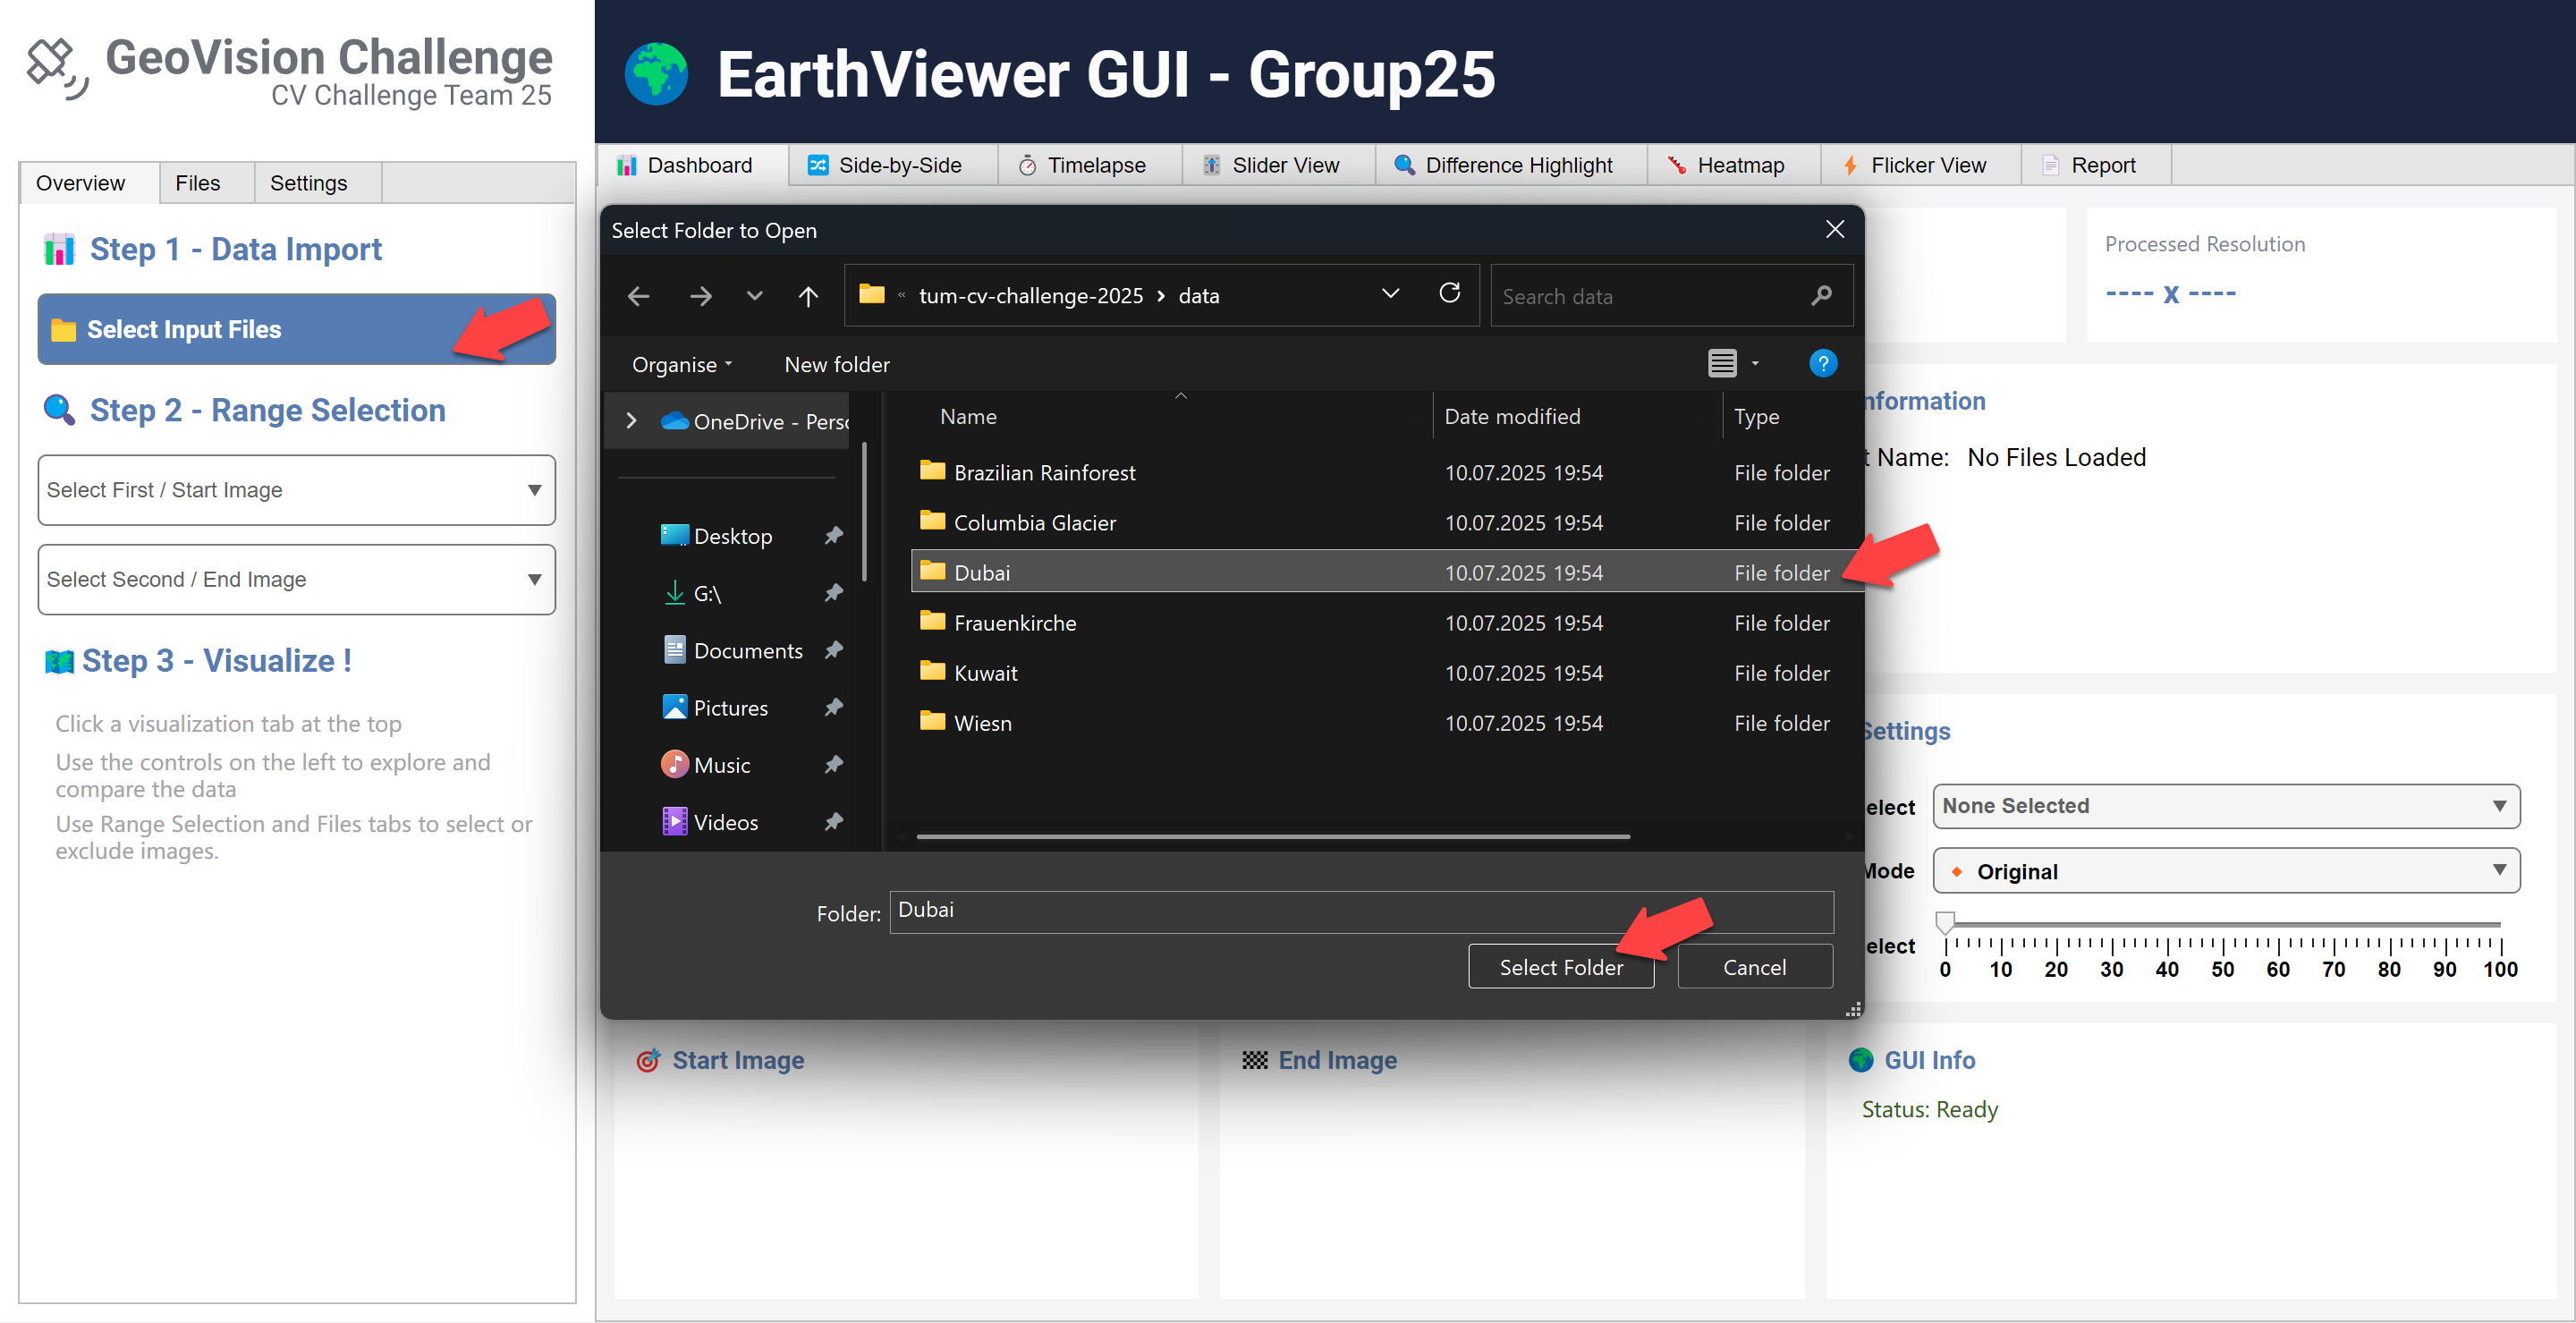 GeoVision Challenge
CV Challenge Team 25
EarthViewer GUI - Group25
Overview
Files
Settings
Step 1 - Data Import
Select Input Files
Step 2 - Range Selection
Select First / Start Image
Select Second / End Image
Step 3 - Visualize !
Click a visualization tab at the top
Use the controls on the left to explore and
compare the data
Use Range Selection and Files tabs to select or
exclude images.
Dashboard
Side-by-Side
Timelapse
Slider View
Difference Highlight
Heatmap
Flicker View
Report
Select Folder to Open
« tum-cv-challenge-2025 › data
Search data
Organise
New folder
?
OneDrive - Perso
Desktop
G:\
Documents
Pictures
Music
Videos
Name Date modified Type
Brazilian Rainforest 10.07.2025 19:54 File folder
Columbia Glacier 10.07.2025 19:54 File folder
Dubai 10.07.2025 19:54 File folder
Frauenkirche 10.07.2025 19:54 File folder
Kuwait 10.07.2025 19:54 File folder
Wiesn 10.07.2025 19:54 File folder
Folder: Dubai
Select Folder
Cancel
Processed Resolution
---- x ----
nformation
t Name: No Files Loaded
Settings
elect None Selected
Mode Original
elect
0 10 20 30 40 50 60 70 80 90 100
Start Image
End Image
GUI Info
Status: Ready